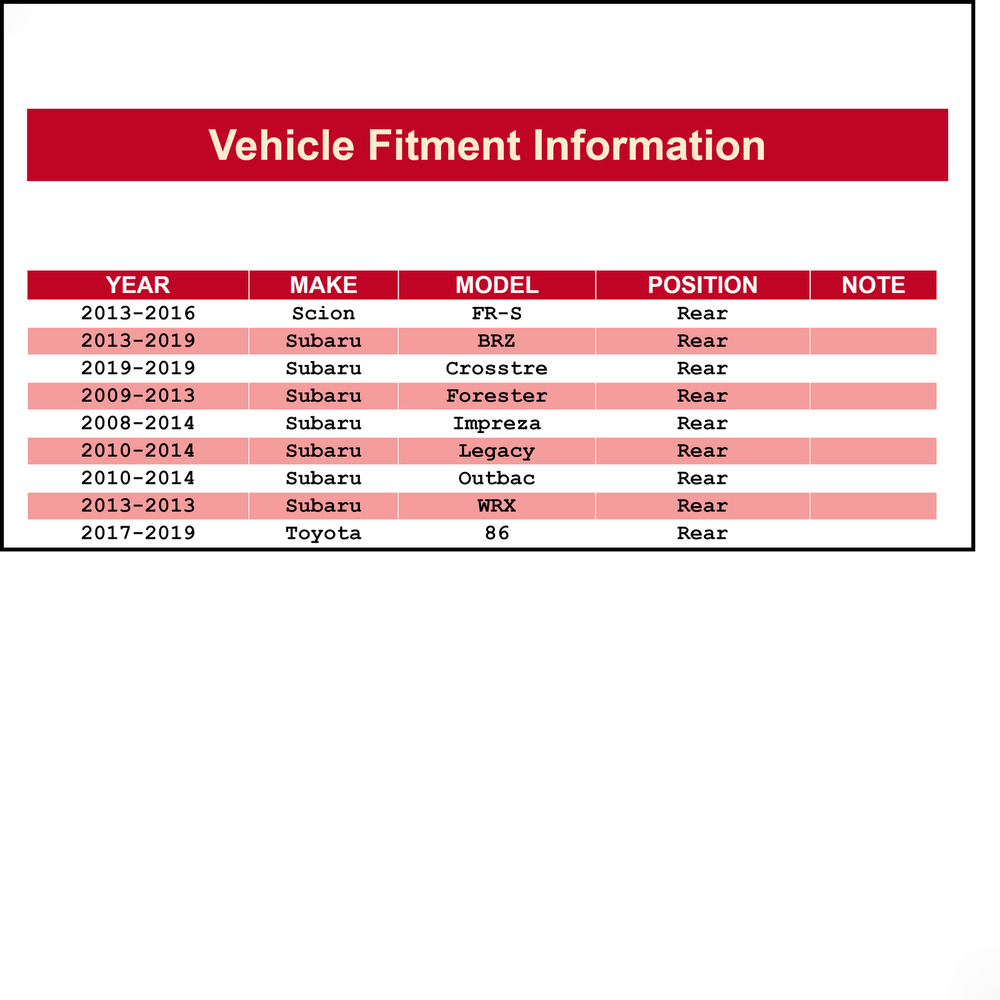 Vehicle Fitment Information
YEAR MAKE MODEL POSITION NOTE
2013-2016 Scion FR-S Rear
2013-2019 Subaru BRZ Rear
2019-2019 Subaru Crosstre Rear
2009-2013 Subaru Forester Rear
2008-2014 Subaru Impreza Rear
2010-2014 Subaru Legacy Rear
2010-2014 Subaru Outbac Rear
2013-2013 Subaru WRX Rear
2017-2019 Toyota 86 Rear